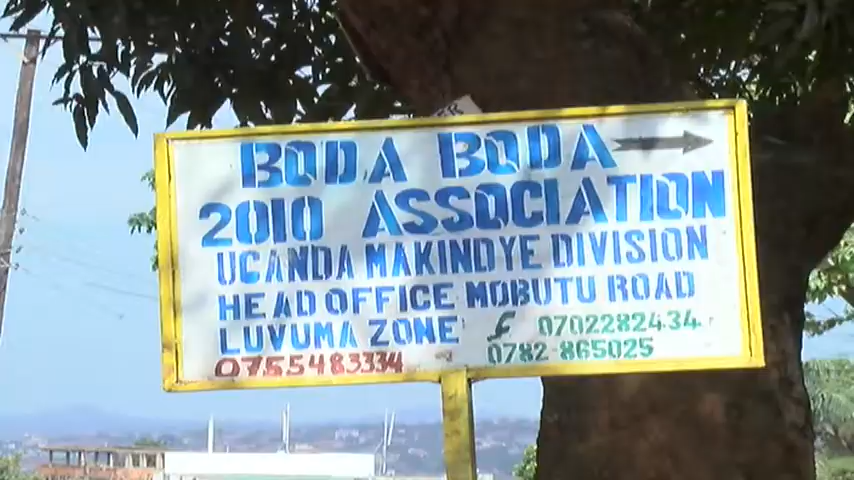 BODA BODA
2010 ASSOCIATION
UGANDA MAKINDYE DIVISION
HEAD OFFICE MOBUTU ROAD
LUVUMA ZONE 0702282434
0755483334 0782-865025